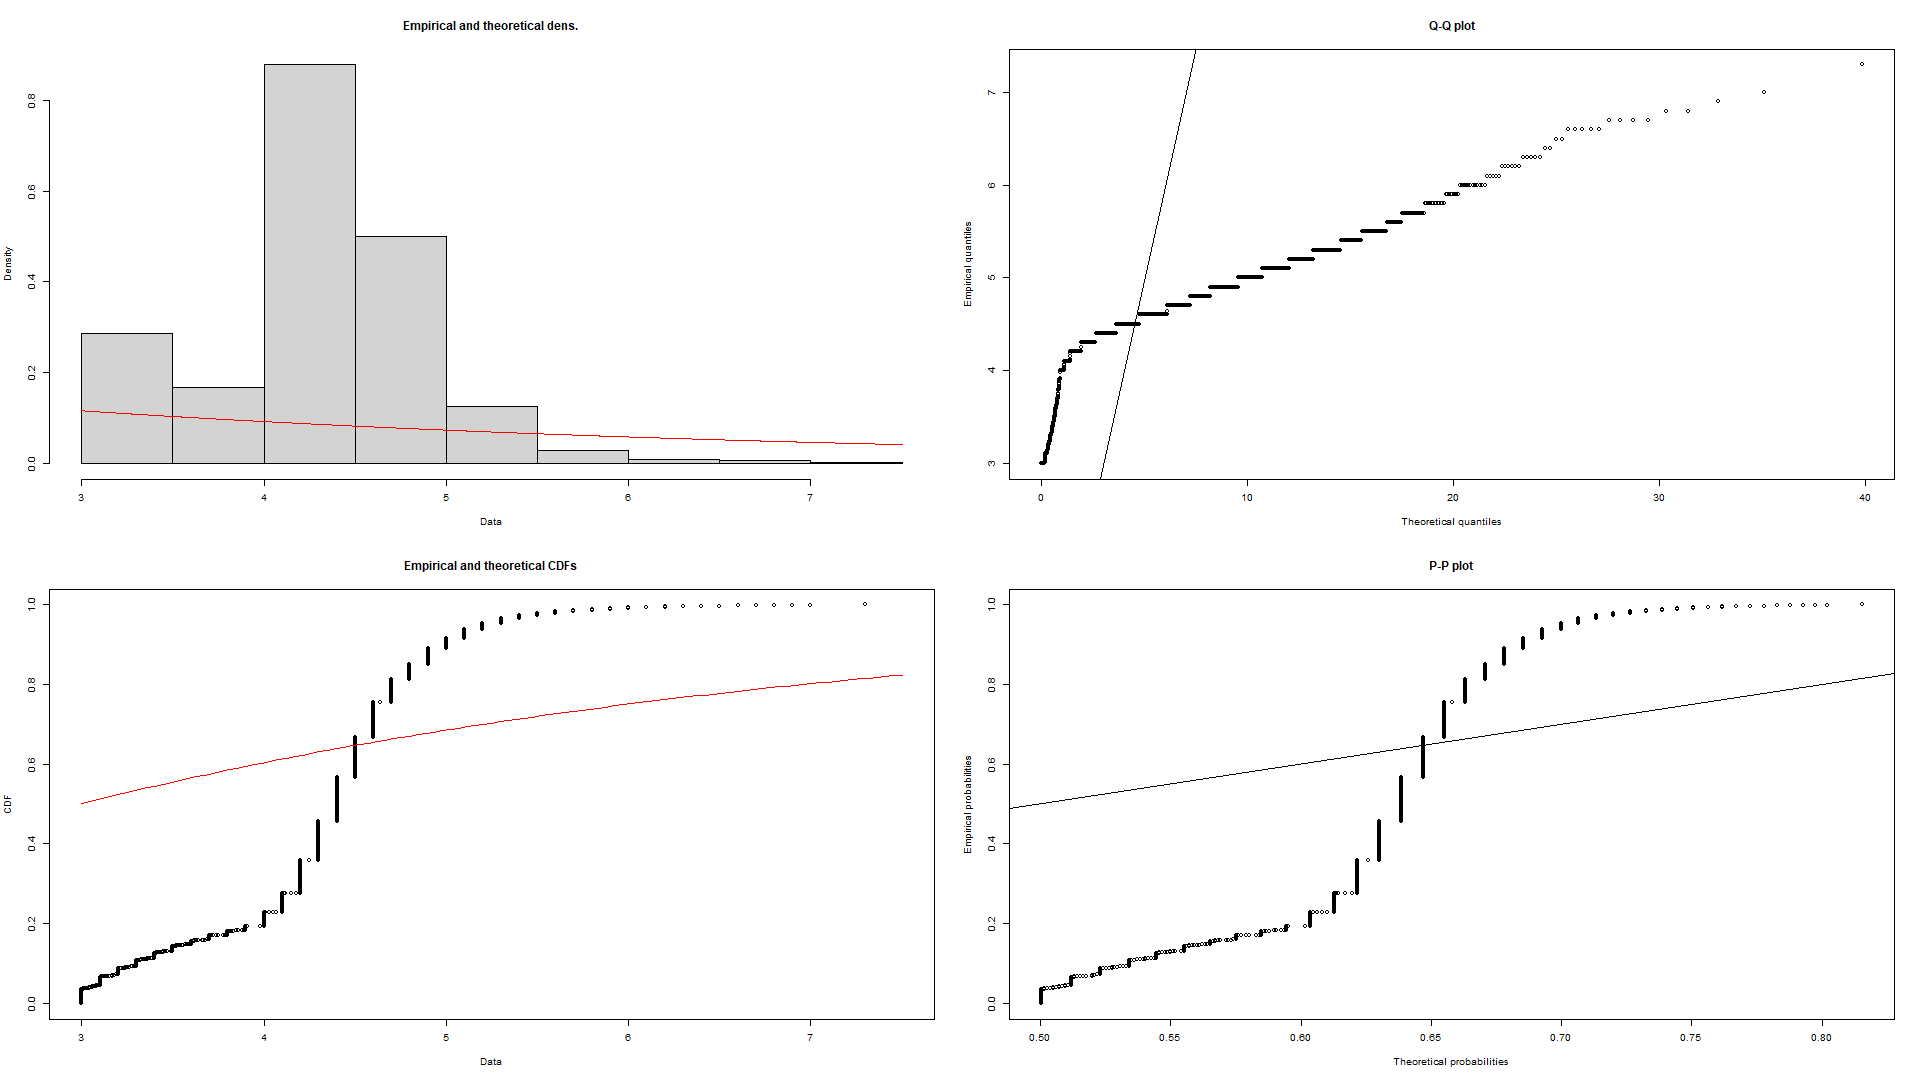 Empirical and theoretical dens.
Density
0.0 0.2 0.4 0.6 0.8
3 4 5 6 7
Data
Q-Q plot
Empirical quantiles
3 4 5 6 7
0 10 20 30 40
Theoretical quantiles
Empirical and theoretical CDFs
CDF
0.0 0.2 0.4 0.6 0.8 1.0
3 4 5 6 7
Data
P-P plot
Empirical probabilities
0.0 0.2 0.4 0.6 0.8 1.0
0.50 0.55 0.60 0.65 0.70 0.75 0.80
Theoretical probabilities